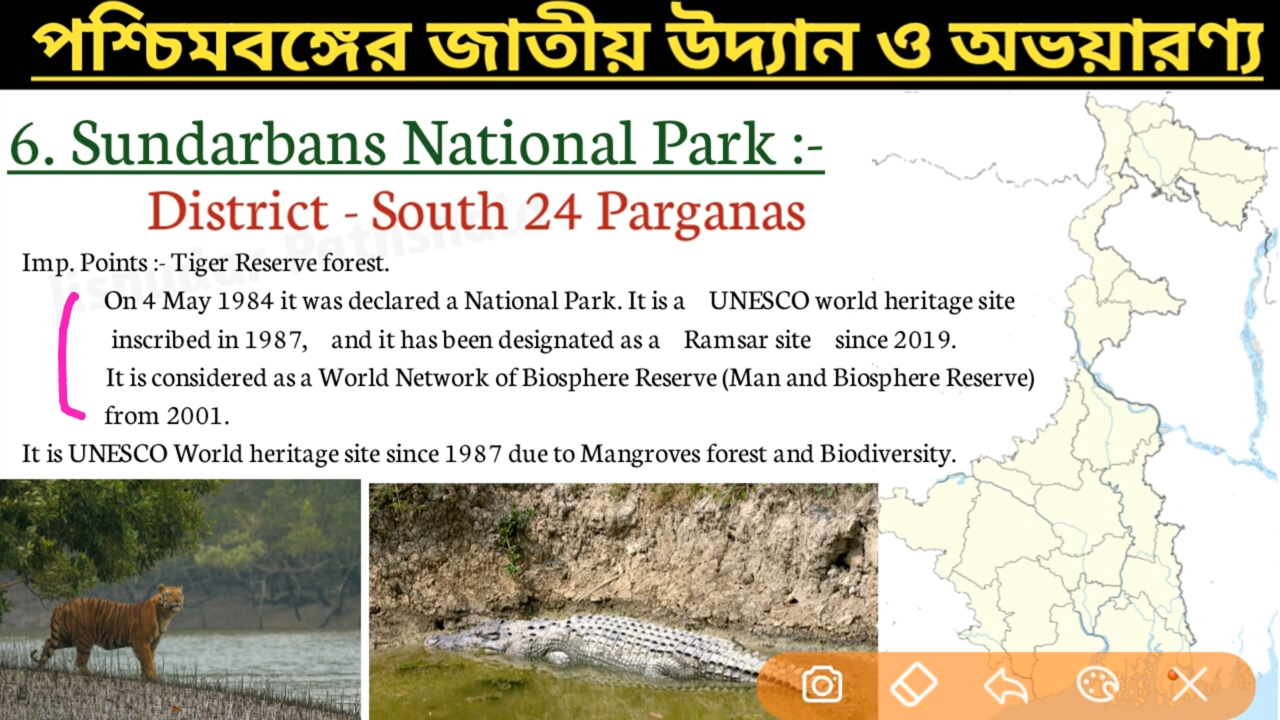 পশ্চিমবঙ্গের জাতীয় উদ্যান ও অভয়ারণ্য
6. Sundarbans National Park :-
District - South 24 Parganas
Imp. Points :- Tiger Reserve forest.
On 4 May 1984 it was declared a National Park. It is a UNESCO world heritage site
inscribed in 1987, and it has been designated as a Ramsar site since 2019.
It is considered as a World Network of Biosphere Reserve (Man and Biosphere Reserve)
from 2001.
It is UNESCO World heritage site since 1987 due to Mangroves forest and Biodiversity.